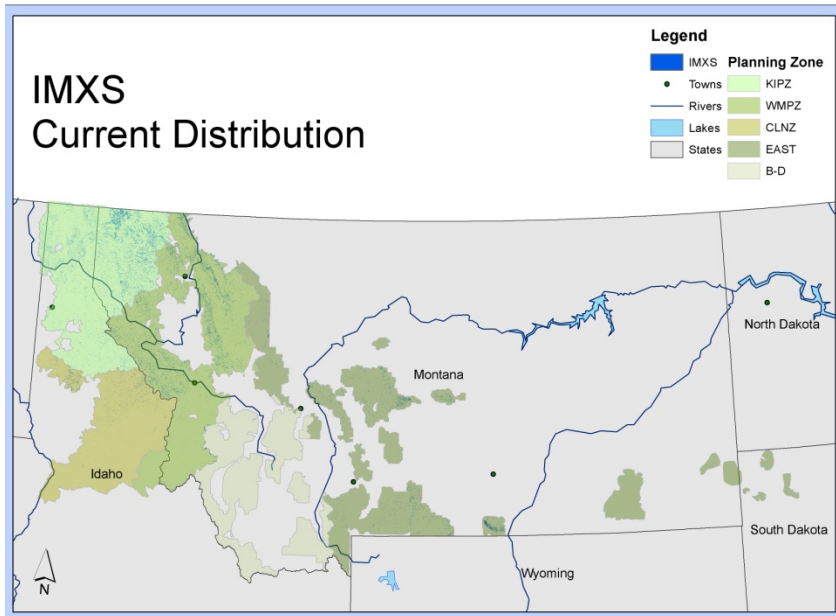 IMXS
Current Distribution
Legend
IMXS
Towns
Rivers
Lakes
States
Planning Zone
KIPZ
WMPZ
CLNZ
EAST
B-D
North Dakota
Montana
Idaho
South Dakota
Wyoming
N